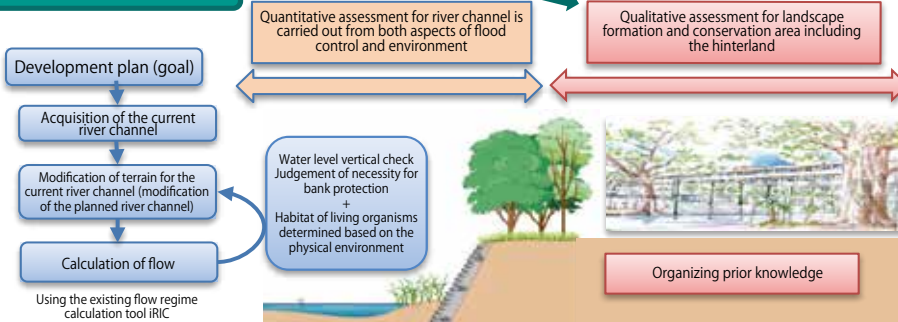 Quantitative assessment for river channel is
carried out from both aspects of flood
control and environment
Qualitative assessment for landscape
formation and conservation area including
the hinterland
Development plan (goal)
Acquisition of the current
river channel
Modification of terrain for the
current river channel (modification
of the planned river channel)
Calculation of flow
Using the existing flow regime
calculation tool iRIC
Water level vertical check
Judgement of necessity for
bank protection
+
Habitat of living organisms
determined based on the
physical environment
Organizing prior knowledge